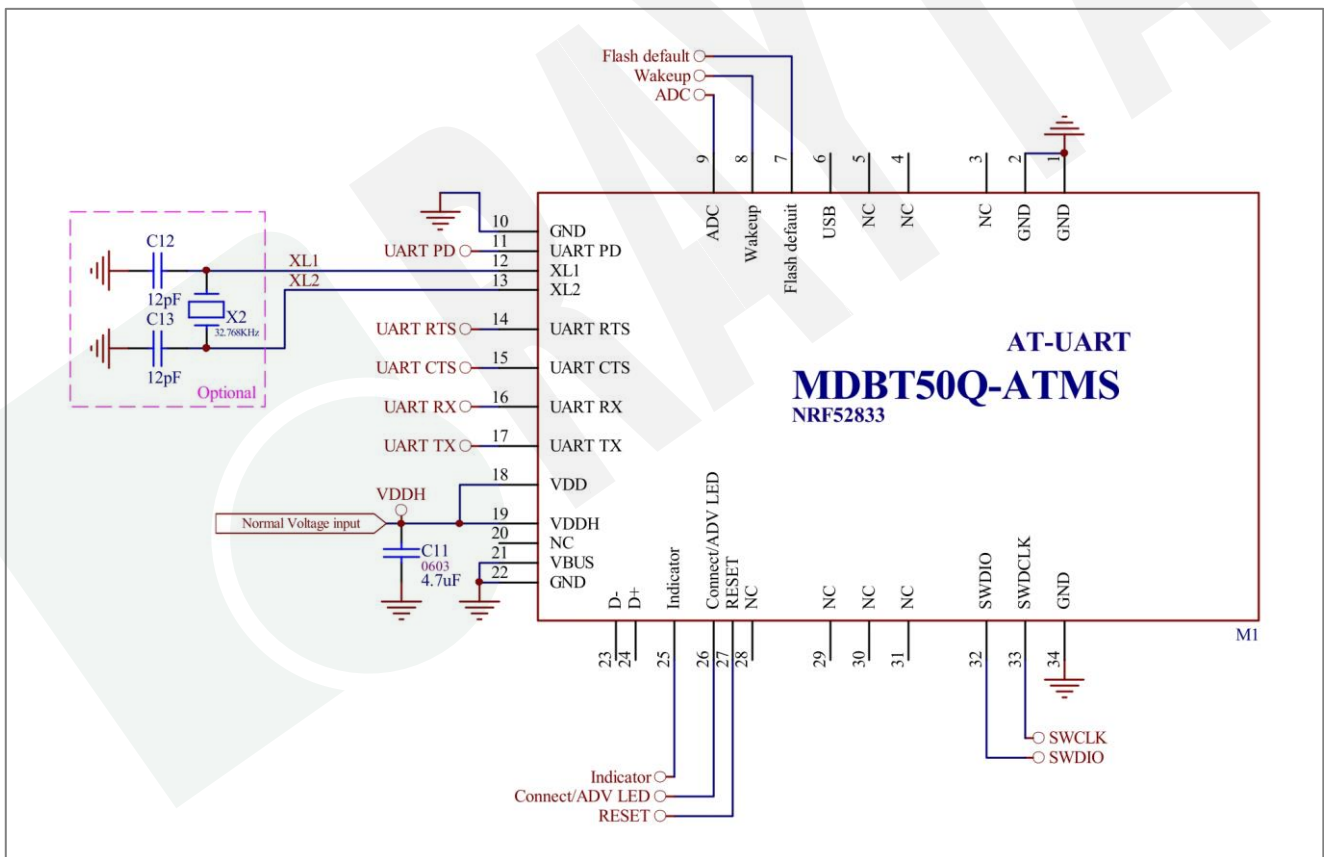 Flash default
Wakeup
ADC
9
8
7
6
5
4
3
2
1
ADC
Wakeup
Flash defauit
USB
NC
NC
NC
GND
GND
10
GND
UART PD
11
UART PD
XL1
12
XL1
XL2
13
XL2
C12
12pF
X2
32.768KHz
C13
12pF
Optional
UART RTS
14
UART RTS
UART CTS
15
UART CTS
UART RX
16
UART RX
UART TX
17
UART TX
AT-UART
MDBT50Q-ATMS
NRF52833
18
VDD
VDDH
Normal Voltage input
19
VDDH
20
NC
21
VBUS
22
GND
C11
0603
4.7uF
D-
D+
Indicator
Connect/ADV LED
RESET
NC
NC
NC
NC
SWDIO
SWDCLK
GND
23
24
25
26
27
28
29
30
31
32
33
34
M1
SWCLK
SWDIO
Indicator
Connect/ADV LED
RESET
RAYTA